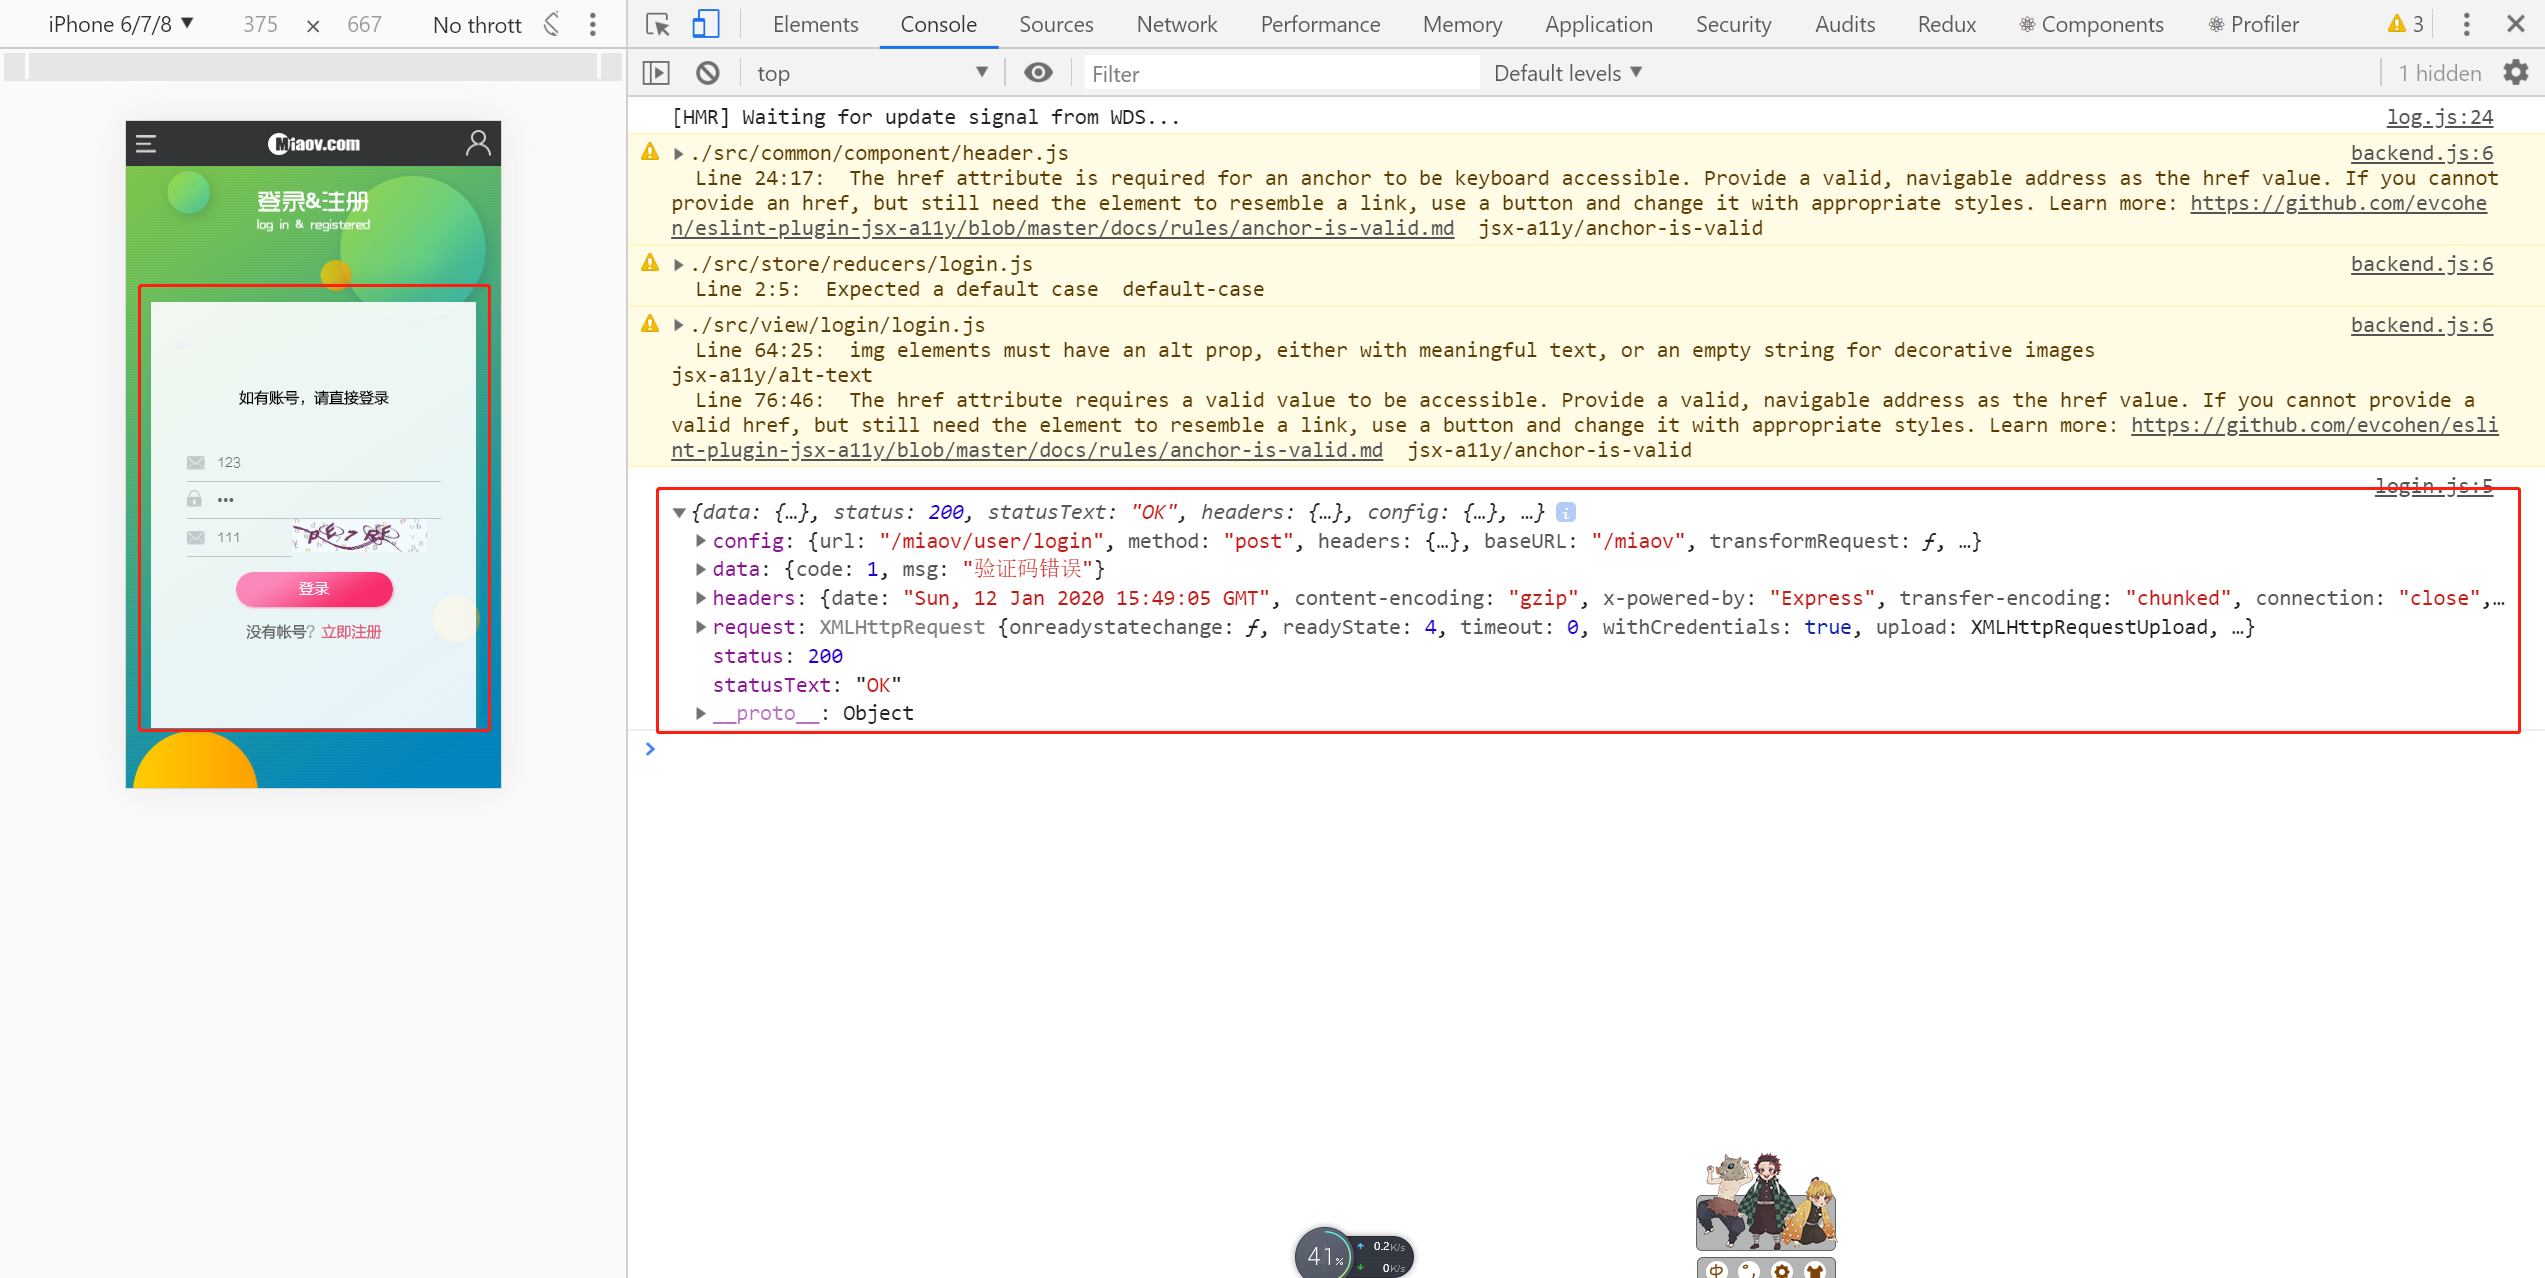 iPhone 6/7/8 ▼ 375 × 667 No thrott
Elements Console Sources Network Performance Memory Application Security Audits Redux ⚛ Components ⚛ Profiler 3
top ▼ Filter Default levels ▼ 1 hidden
Miaov.com
登录&注册
log in & registered
如有账号，请直接登录
123
•••
111
登录
没有帐号？立即注册
[HMR] Waiting for update signal from WDS... log.js:24
./src/common/component/header.js backend.js:6
Line 24:17:  The href attribute is required for an anchor to be keyboard accessible. Provide a valid, navigable address as the href value. If you cannot
provide an href, but still need the element to resemble a link, use a button and change it with appropriate styles. Learn more: https://github.com/evcohe
n/eslint-plugin-jsx-a11y/blob/master/docs/rules/anchor-is-valid.md  jsx-a11y/anchor-is-valid
./src/store/reducers/login.js backend.js:6
Line 2:5:  Expected a default case  default-case
./src/view/login/login.js backend.js:6
Line 64:25:  img elements must have an alt prop, either with meaningful text, or an empty string for decorative images
jsx-a11y/alt-text
Line 76:46:  The href attribute requires a valid value to be accessible. Provide a valid, navigable address as the href value. If you cannot provide a
valid href, but still need the element to resemble a link, use a button and change it with appropriate styles. Learn more: https://github.com/evcohen/esli
nt-plugin-jsx-a11y/blob/master/docs/rules/anchor-is-valid.md  jsx-a11y/anchor-is-valid
login.js:5
{data: {…}, status: 200, statusText: "OK", headers: {…}, config: {…}, …}
config: {url: "/miaov/user/login", method: "post", headers: {…}, baseURL: "/miaov", transformRequest: ƒ, …}
data: {code: 1, msg: "验证码错误"}
headers: {date: "Sun, 12 Jan 2020 15:49:05 GMT", content-encoding: "gzip", x-powered-by: "Express", transfer-encoding: "chunked", connection: "close",…
request: XMLHttpRequest {onreadystatechange: ƒ, readyState: 4, timeout: 0, withCredentials: true, upload: XMLHttpRequestUpload, …}
status: 200
statusText: "OK"
__proto__: Object
41% 0.2K/s
0K/s
中